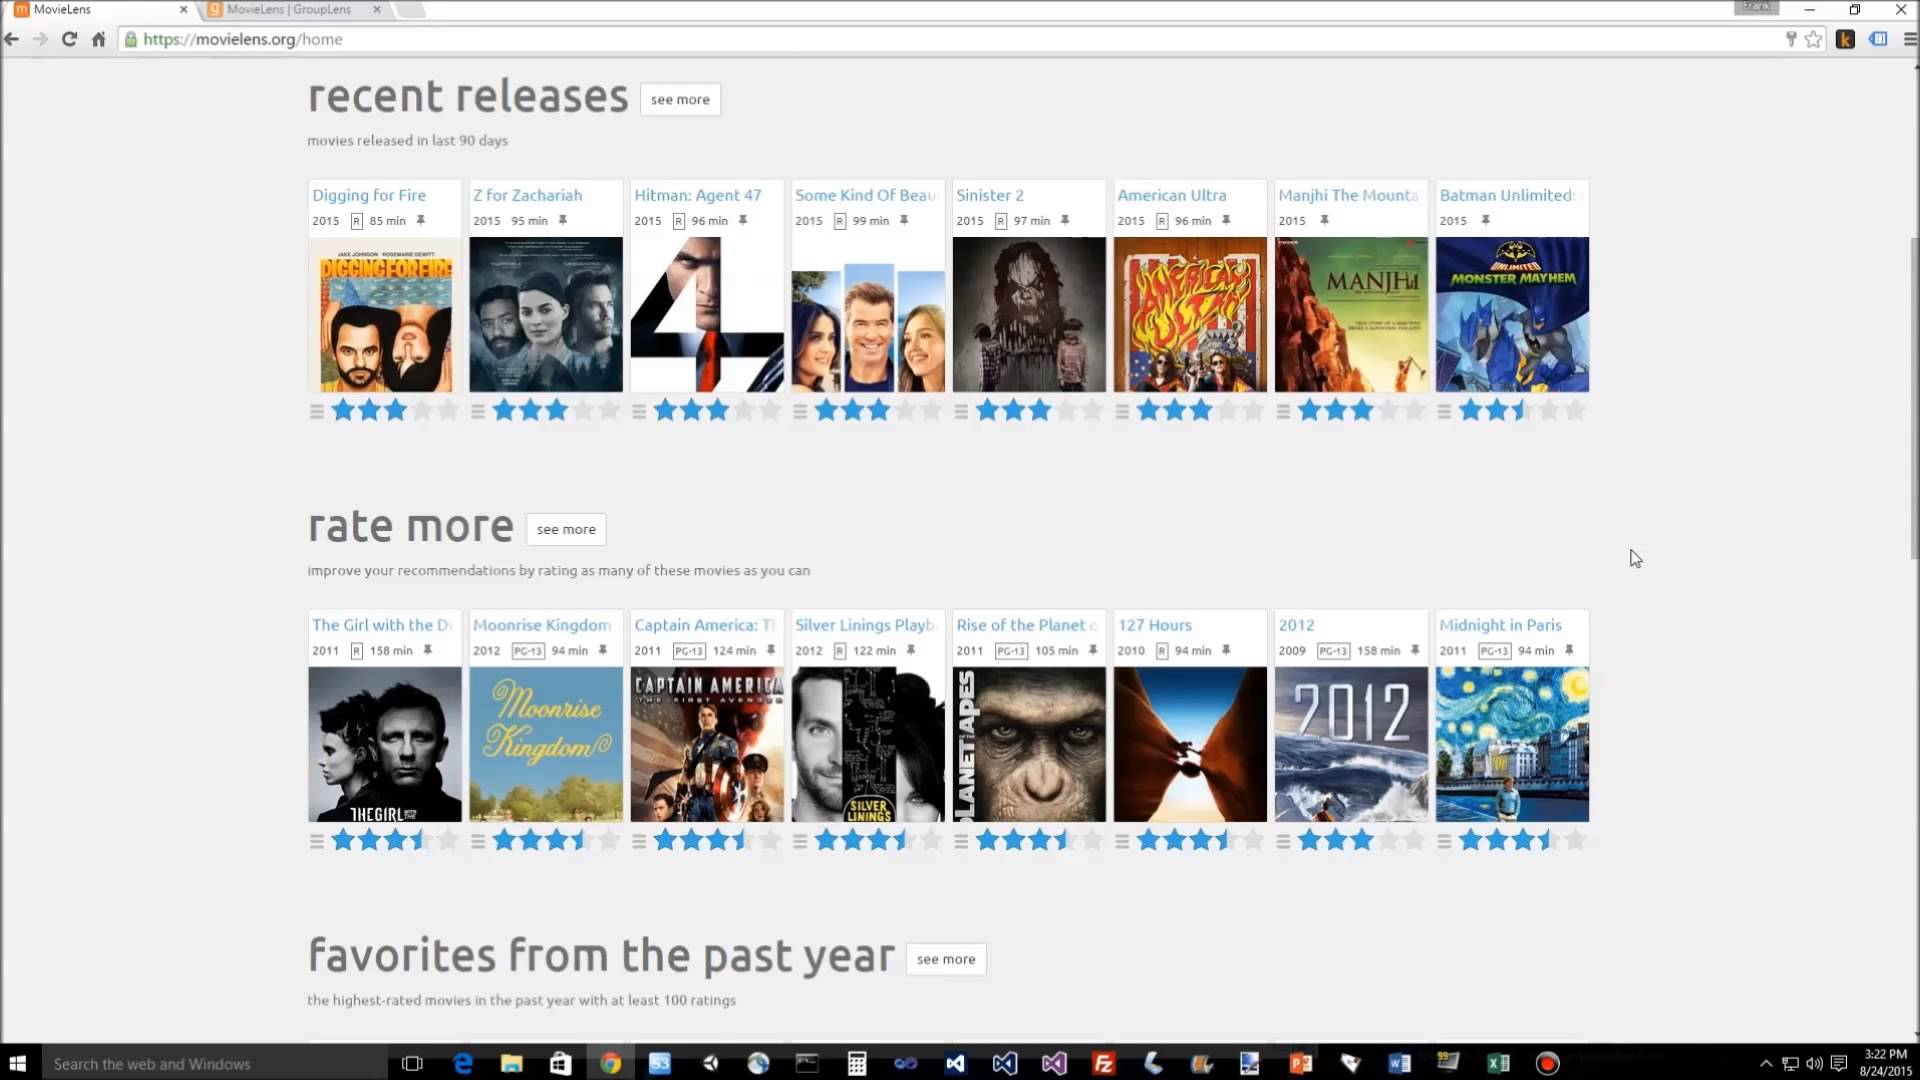 MovieLens
MovieLens | GroupLens
Frank
https://movielens.org/home
recent releases
see more
movies released in last 90 days
Digging for Fire
2015 R 85 min
Z for Zachariah
2015 95 min
Hitman: Agent 47
2015 R 96 min
Some Kind Of Beau
2015 R 99 min
Sinister 2
2015 R 97 min
American Ultra
2015 R 96 min
Manjhi The Mounta
2015
Batman Unlimited:
2015
JAKE JOHNSON ROSEMARIE DEWITT
DIGGING FOR FIRE
4
AMERICAN
ULTRA
MANJHI
UNLIMITED
MONSTER MAYHEM
rate more
see more
improve your recommendations by rating as many of these movies as you can
The Girl with the D
2011 R 158 min
Moonrise Kingdom
2012 PG-13 94 min
Captain America: T
2011 PG-13 124 min
Silver Linings Playb
2012 R 122 min
Rise of the Planet o
2011 PG-13 105 min
127 Hours
2010 R 94 min
2012
2009 PG-13 158 min
Midnight in Paris
2011 PG-13 94 min
THE GIRL WITH THE
Moonrise
Kingdom
CAPTAIN AMERICA
THE FIRST AVENGER
SILVER
LININGS
PLANET OF THE APES
2012
favorites from the past year
see more
the highest-rated movies in the past year with at least 100 ratings
Search the web and Windows
3:22 PM
8/24/2015